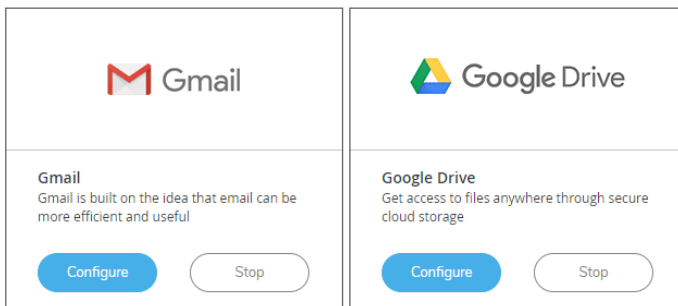 Gmail
Google Drive
Gmail
Gmail is built on the idea that email can be
more efficient and useful
Configure
Stop
Google Drive
Get access to files anywhere through secure
cloud storage
Configure
Stop